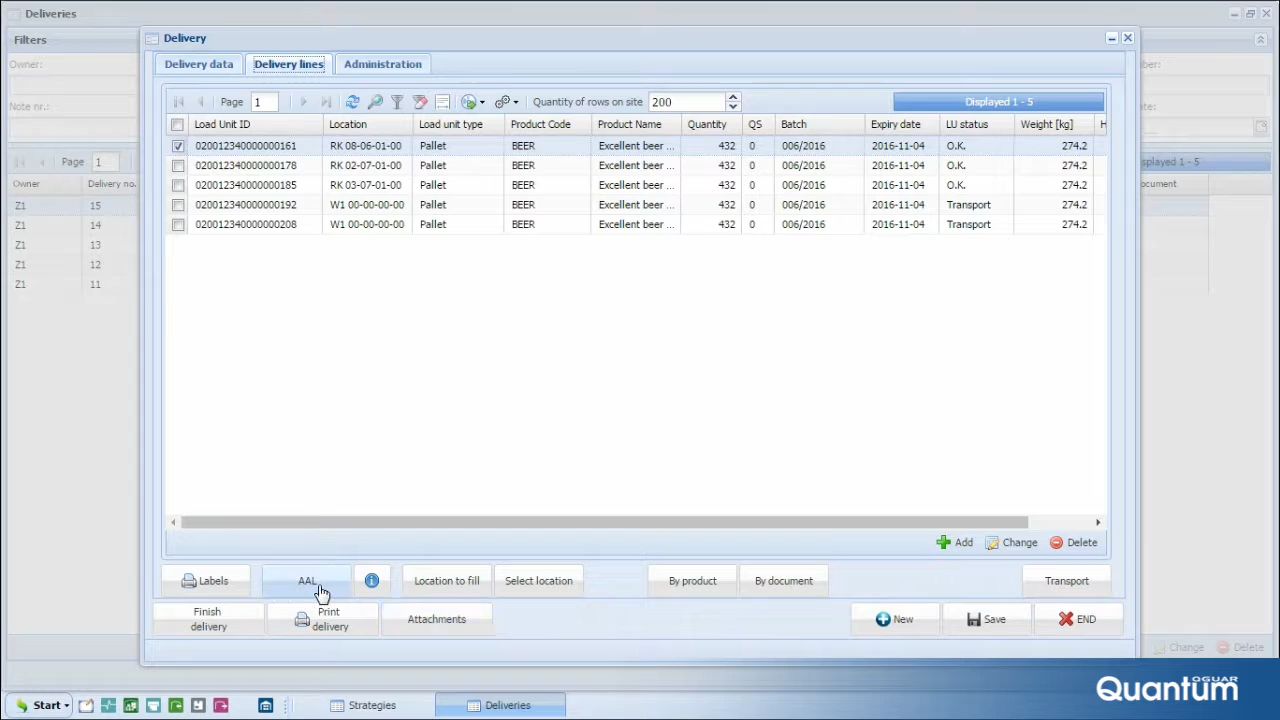 Deliveries
Filters
Owner:
Note nr.:
Page 1
Owner Delivery no.
Z1 15
Z1 14
Z1 13
Z1 12
Z1 11
Delivery
Delivery data Delivery lines Administration
Page 1 Quantity of rows on site 200 Displayed 1 - 5
Load Unit ID Location Load unit type Product Code Product Name Quantity QS Batch Expiry date LU status Weight [kg] H
020012340000000161 RK 08-06-01-00 Pallet BEER Excellent beer ... 432 0 006/2016 2016-11-04 O.K. 274.2
020012340000000178 RK 02-07-01-00 Pallet BEER Excellent beer ... 432 0 006/2016 2016-11-04 O.K. 274.2
020012340000000185 RK 03-07-01-00 Pallet BEER Excellent beer ... 432 0 006/2016 2016-11-04 O.K. 274.2
020012340000000192 W1 00-00-00-00 Pallet BEER Excellent beer ... 432 0 006/2016 2016-11-04 Transport 274.2
020012340000000208 W1 00-00-00-00 Pallet BEER Excellent beer ... 432 0 006/2016 2016-11-04 Transport 274.2
Add Change Delete
Labels AAL Location to fill Select location By product By document Transport
Finish delivery Print delivery Attachments New Save END
mber:
te:
splayed 1 - 5
ocument
Change Delete
OGUAR
Quantum
Start Strategies Deliveries